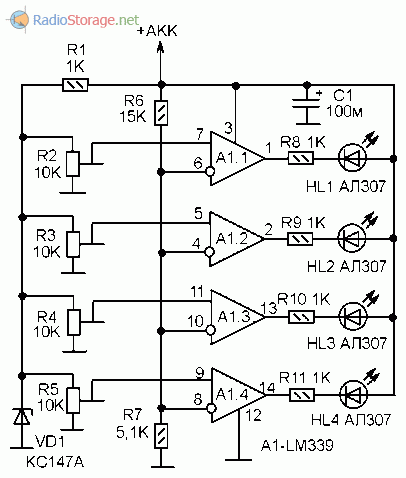 RadioStorage.net
+АКК
R1
1K
R6
15K
C1
100м
3
7
6
A1.1
1
R8 1K
R2
10K
HL1 АЛ307
5
4
A1.2
2
R9 1K
R3
10K
HL2 АЛ307
11
10
A1.3
13
R10 1K
R4
10K
HL3 АЛ307
9
8
A1.4
14
12
R11 1K
R5
10K
HL4 АЛ307
R7
5,1K
VD1
КС147А
A1-LM339